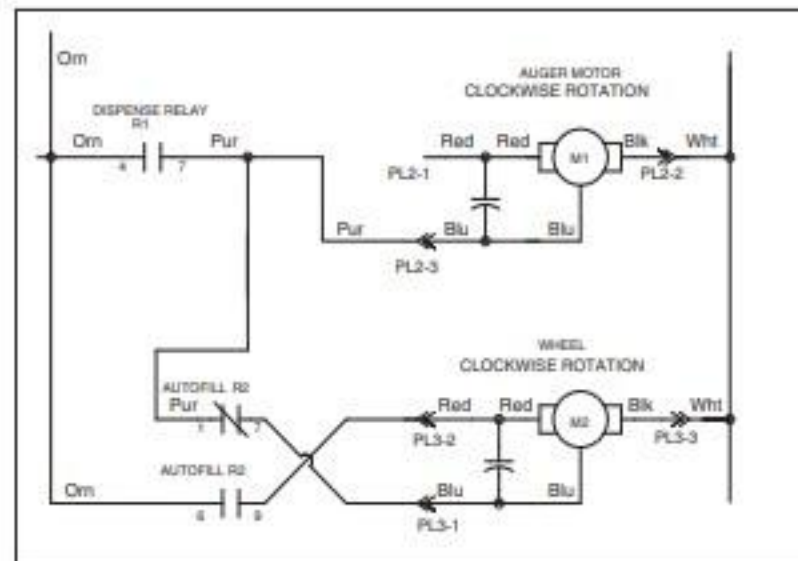 Orn
AUGER MOTOR
CLOCKWISE ROTATION
DISPENSE RELAY
R1
Orn
Pur
4
7
Red
Red
M1
Blk
Wht
PL2-1
PL2-2
Pur
Blu
Blu
PL2-3
WHEEL
CLOCKWISE ROTATION
AUTOFILL R2
Pur
1
7
Red
Red
M2
Blk
Wht
PL3-2
PL3-3
AUTOFILL R2
Orn
6
9
Blu
Blu
PL3-1